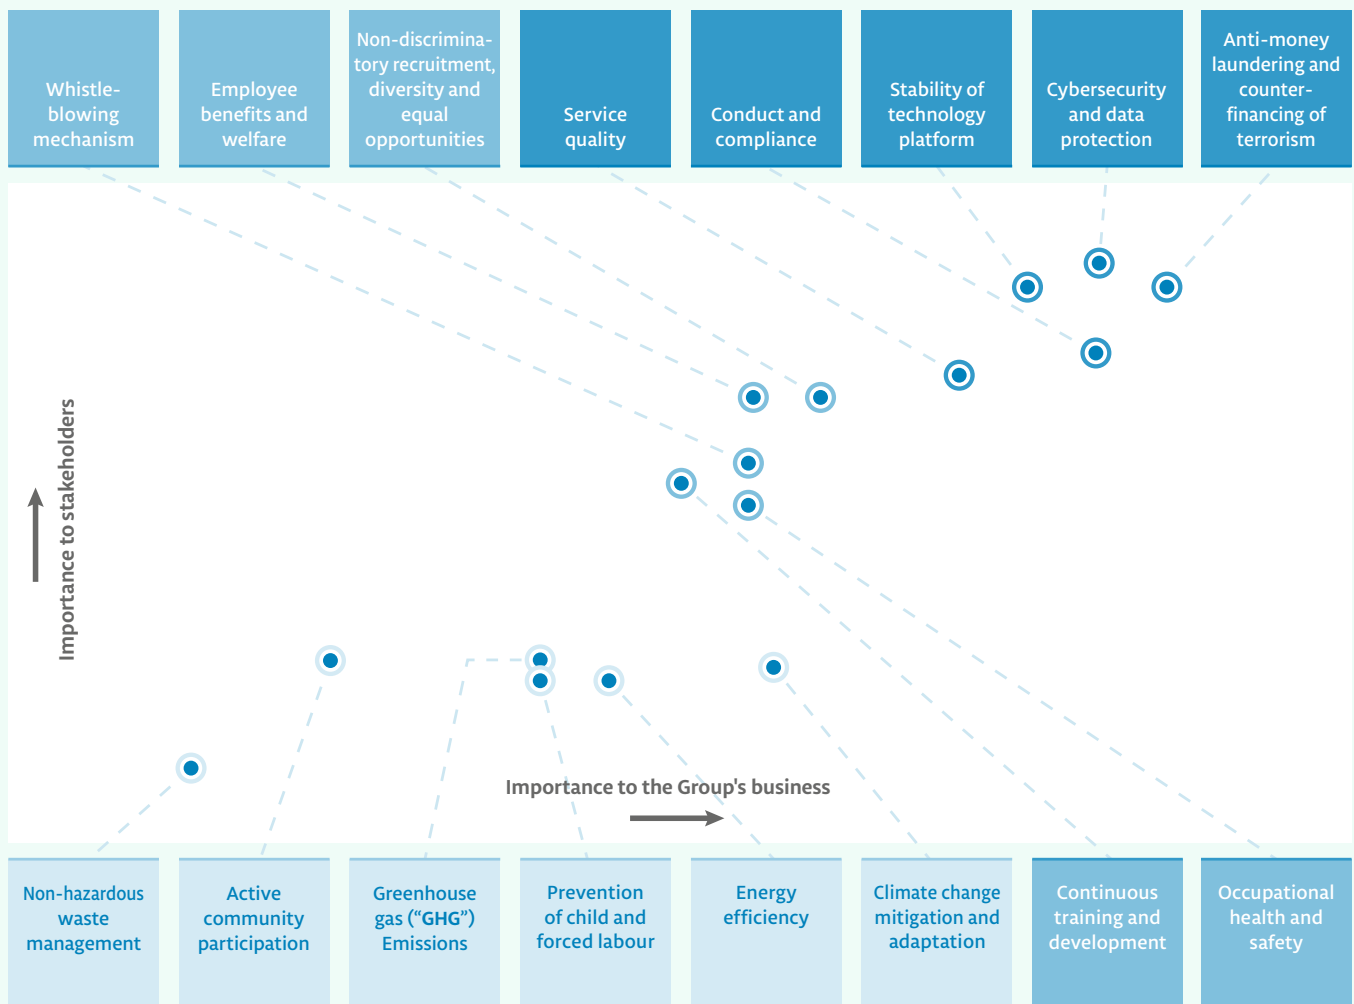 Whistle-
blowing
mechanism
Employee
benefits and
welfare
Non-discrimina-
tory recruitment,
diversity and
equal
opportunities
Service
quality
Conduct and
compliance
Stability of
technology
platform
Cybersecurity
and data
protection
Anti-money
laundering and
counter-
financing of
terrorism
Importance to stakeholders
Importance to the Group's business
Non-hazardous
waste
management
Active
community
participation
Greenhouse
gas (“GHG”)
Emissions
Prevention
of child and
forced labour
Energy
efficiency
Climate change
mitigation and
adaptation
Continuous
training and
development
Occupational
health and
safety